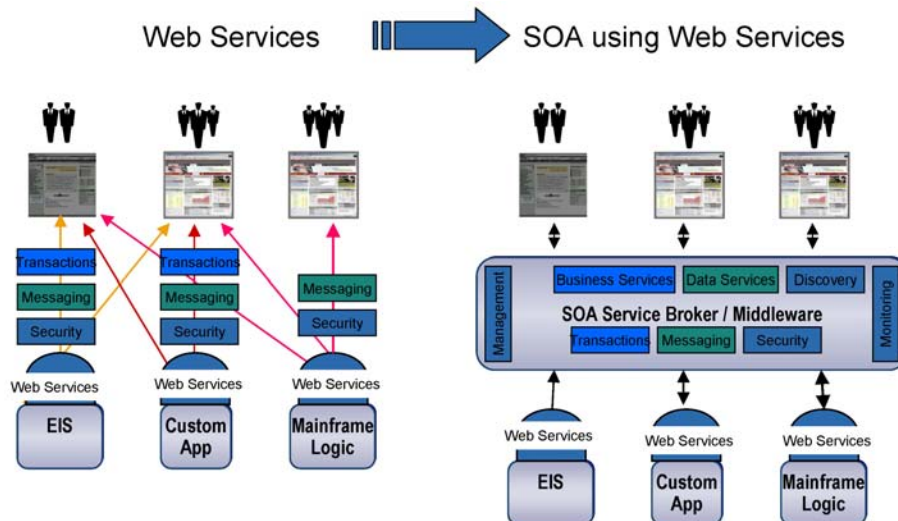 Web Services
SOA using Web Services
Transactions
Transactions
Messaging
Messaging
Messaging
Security
Security
Security
Web Services
Web Services
Web Services
EIS
Custom
App
Mainframe
Logic
Management
Business Services
Data Services
Discovery
Monitoring
SOA Service Broker / Middleware
Transactions
Messaging
Security
Web Services
Web Services
Web Services
EIS
Custom
App
Mainframe
Logic